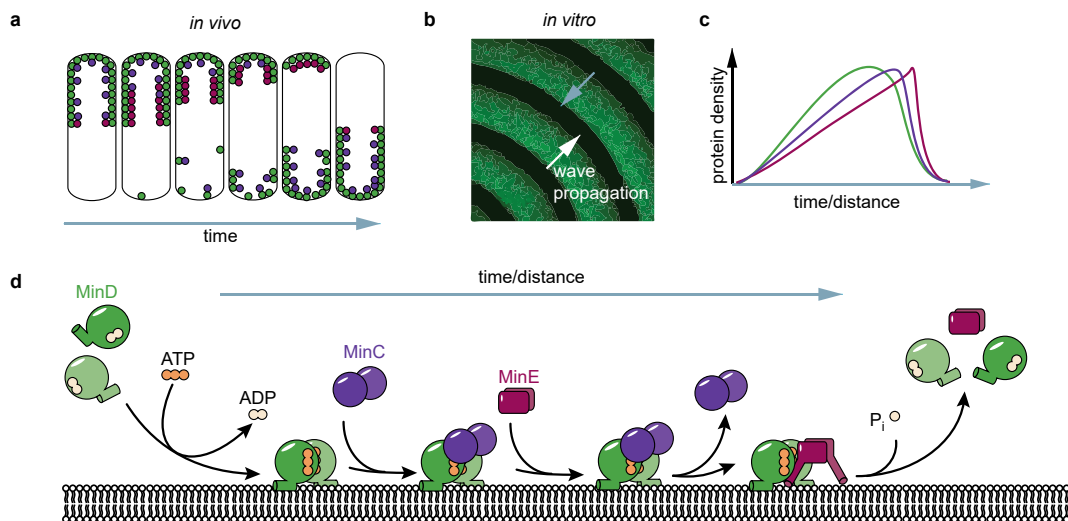 a
in vivo
time
b
in vitro
wave
propagation
c
protein density
time/distance
d
time/distance
MinD
ATP
ADP
MinC
MinE
Pi